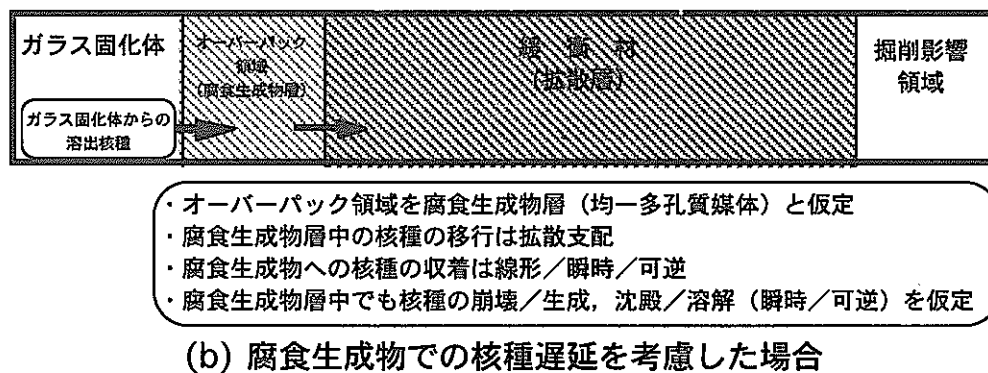 ガラス固化体
オーバーパック
領域
(腐食生成物層)
緩 衝 材
(拡散層)
掘削影響
領域
ガラス固化体からの
溶出核種
・オーバーパック領域を腐食生成物層（均一多孔質媒体）と仮定
・腐食生成物層中の核種の移行は拡散支配
・腐食生成物への核種の収着は線形／瞬時／可逆
・腐食生成物層中でも核種の崩壊／生成，沈殿／溶解（瞬時／可逆）を仮定
(b) 腐食生成物での核種遅延を考慮した場合